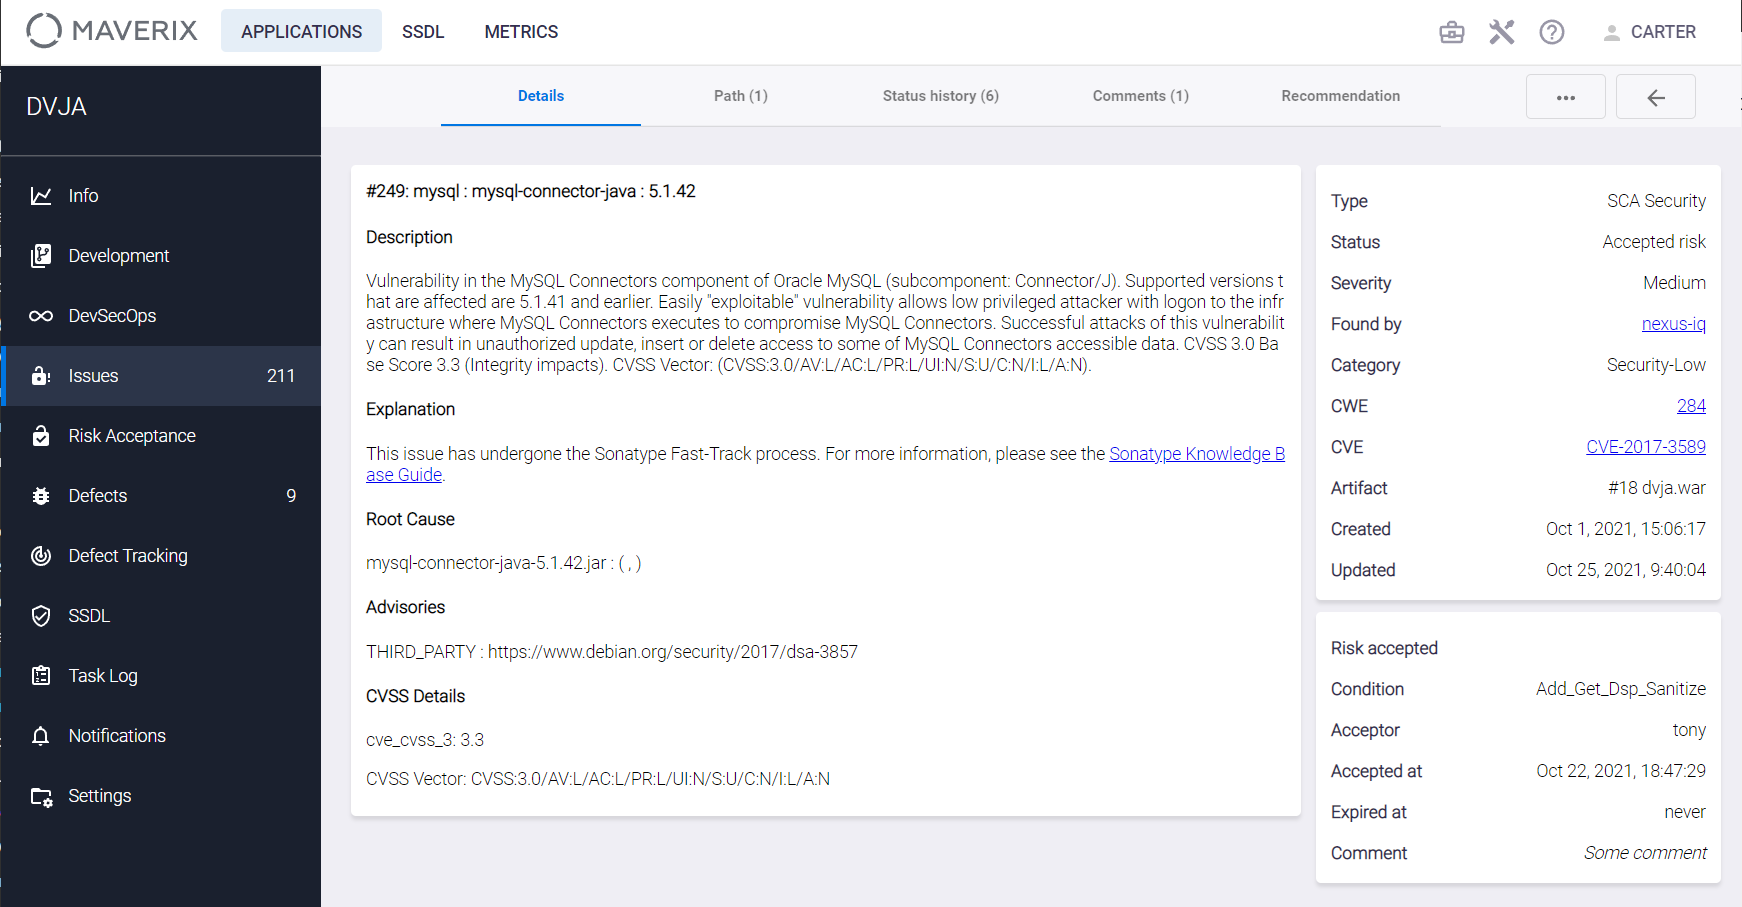 MAVERIX
APPLICATIONS
SSDL
METRICS
CARTER
DVJA
Info
Development
DevSecOps
Issues 211
Risk Acceptance
Defects 9
Defect Tracking
SSDL
Task Log
Notifications
Settings
Details
Path (1)
Status history (6)
Comments (1)
Recommendation
#249: mysql : mysql-connector-java : 5.1.42
Description
Vulnerability in the MySQL Connectors component of Oracle MySQL (subcomponent: Connector/J). Supported versions t
hat are affected are 5.1.41 and earlier. Easily "exploitable" vulnerability allows low privileged attacker with logon to the infr
astructure where MySQL Connectors executes to compromise MySQL Connectors. Successful attacks of this vulnerabilit
y can result in unauthorized update, insert or delete access to some of MySQL Connectors accessible data. CVSS 3.0 Ba
se Score 3.3 (Integrity impacts). CVSS Vector: (CVSS:3.0/AV:L/AC:L/PR:L/UI:N/S:U/C:N/I:L/A:N).
Explanation
This issue has undergone the Sonatype Fast-Track process. For more information, please see the Sonatype Knowledge B
ase Guide.
Root Cause
mysql-connector-java-5.1.42.jar : ( , )
Advisories
THIRD_PARTY : https://www.debian.org/security/2017/dsa-3857
CVSS Details
cve_cvss_3: 3.3
CVSS Vector: CVSS:3.0/AV:L/AC:L/PR:L/UI:N/S:U/C:N/I:L/A:N
Type SCA Security
Status Accepted risk
Severity Medium
Found by nexus-iq
Category Security-Low
CWE 284
CVE CVE-2017-3589
Artifact #18 dvja.war
Created Oct 1, 2021, 15:06:17
Updated Oct 25, 2021, 9:40:04
Risk accepted
Condition Add_Get_Dsp_Sanitize
Acceptor tony
Accepted at Oct 22, 2021, 18:47:29
Expired at never
Comment Some comment